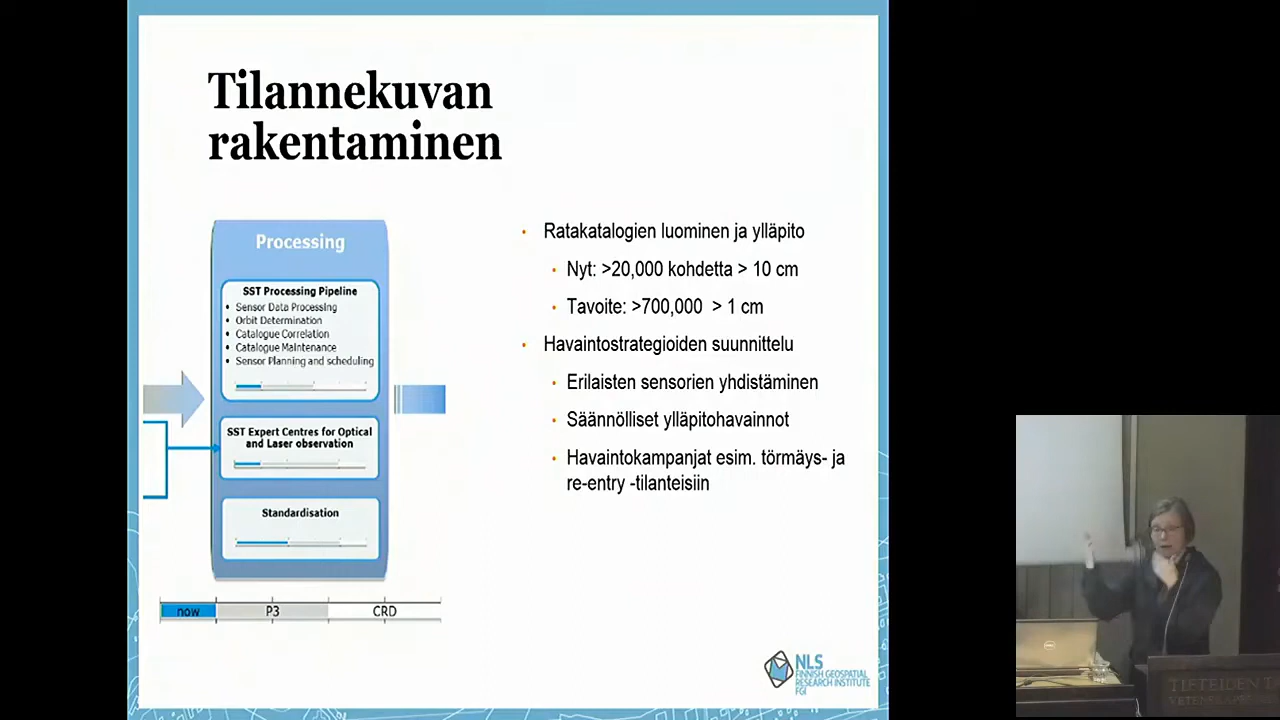 Tilannekuvan
rakentaminen
Processing
SST Processing Pipeline
• Sensor Data Processing
• Orbit Determination
• Catalogue Correlation
• Catalogue Maintenance
• Sensor Planning and scheduling
SST Expert Centres for Optical
and Laser observation
Standardisation
now P3 CRD
• Ratakatalogien luominen ja ylläpito
• Nyt: >20,000 kohdetta > 10 cm
• Tavoite: >700,000 > 1 cm
• Havaintostrategioiden suunnittelu
• Erilaisten sensorien yhdistäminen
• Säännölliset ylläpitohavainnot
• Havaintokampanjat esim. törmäys- ja
re-entry -tilanteisiin
NLS
FINNISH GEOSPATIAL
RESEARCH INSTITUTE
FGI